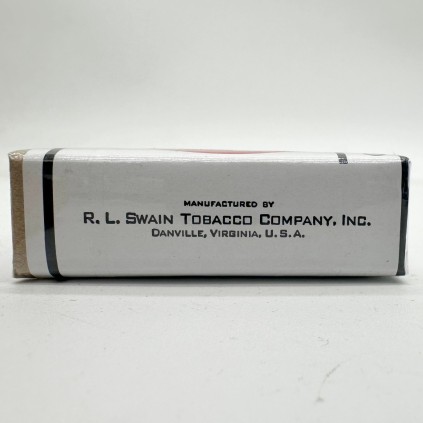 MANUFACTURED BY
R. L. SWAIN TOBACCO COMPANY, INC.
DANVILLE, VIRGINIA, U.S.A.